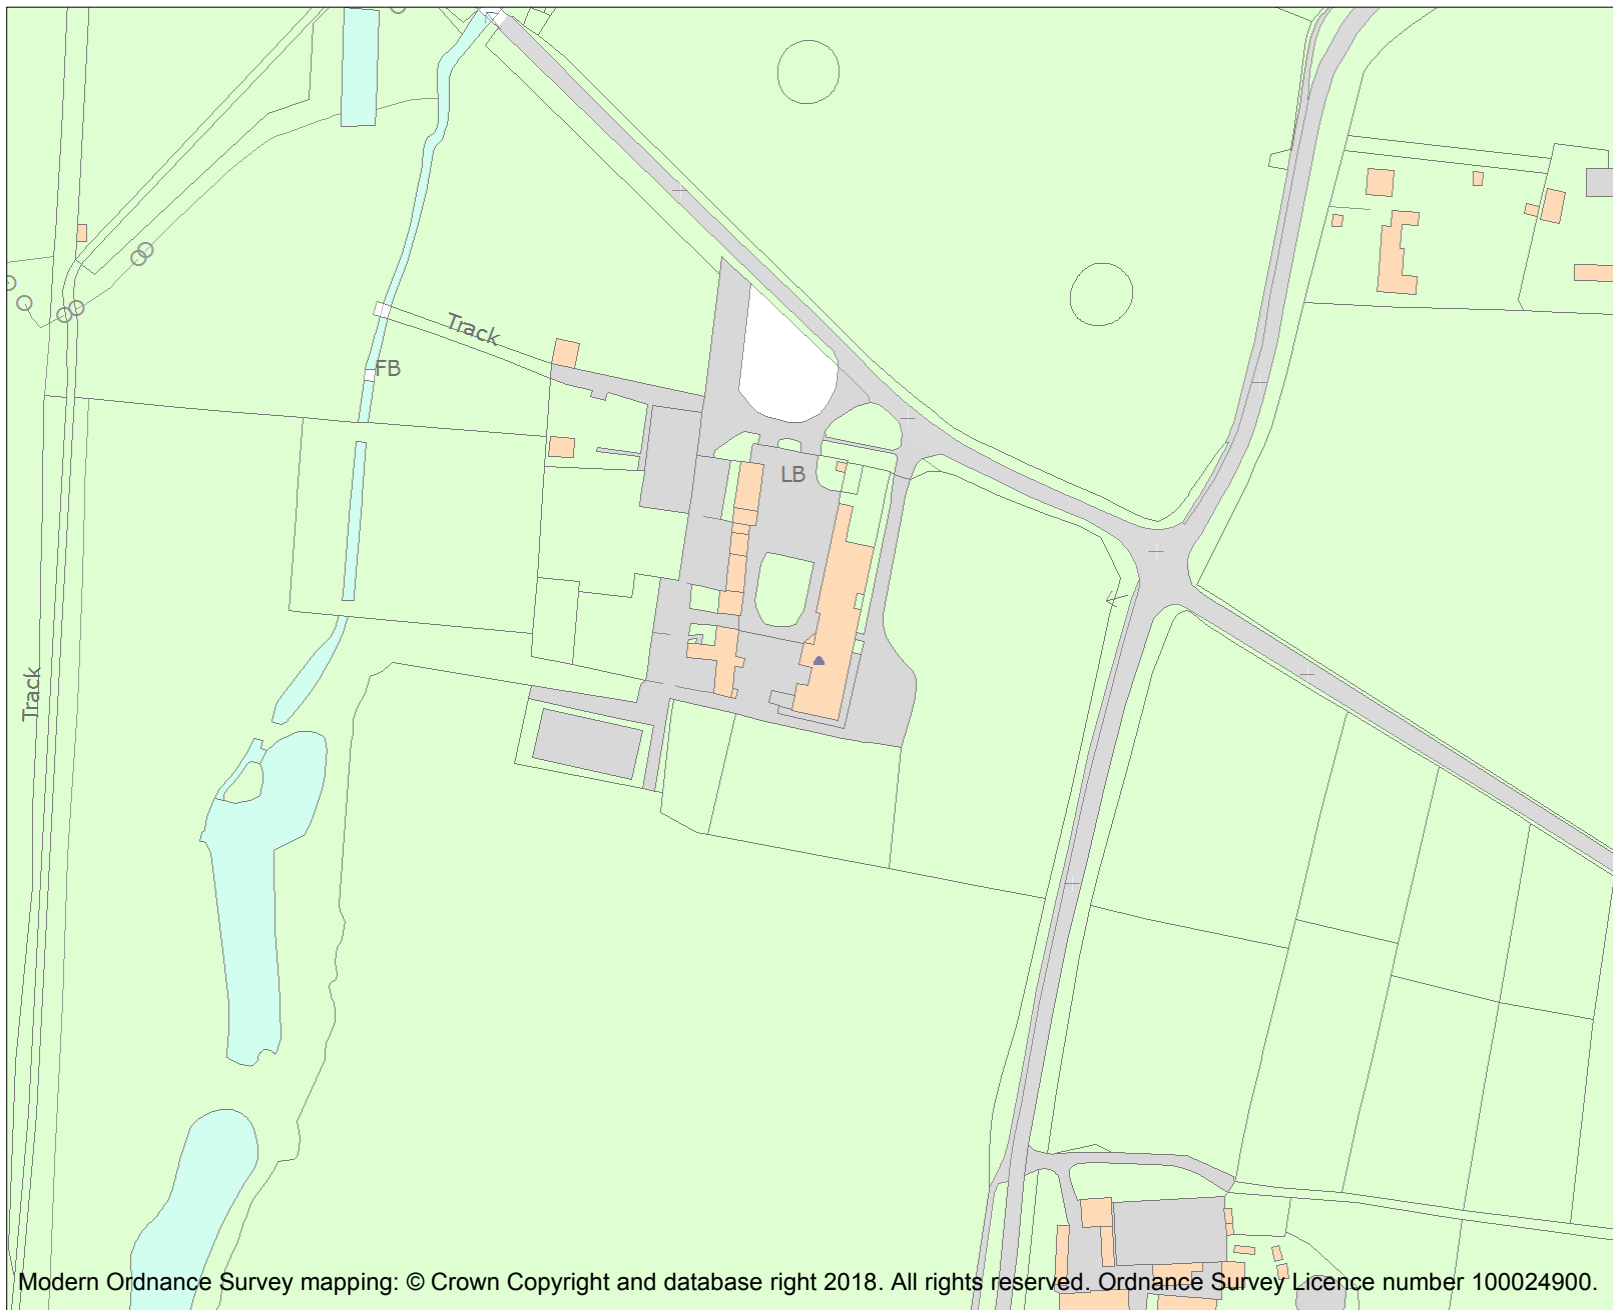 Track
FB
LB
Track
Modern Ordnance Survey mapping: © Crown Copyright and database right 2018. All rights reserved. Ordnance Survey Licence number 100024900.